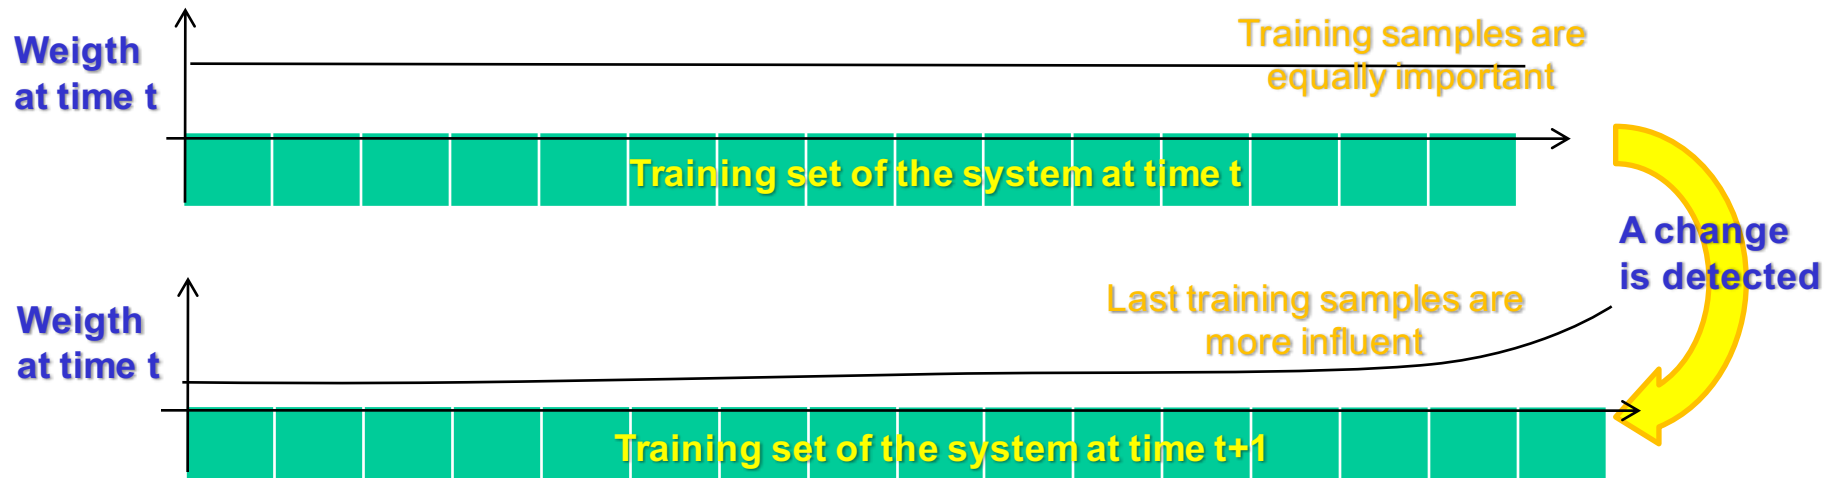 Weigth
at time t
Training samples are
equally important
Training set of the system at time t
A change
is detected
Weigth
at time t
Last training samples are
more influent
Training set of the system at time t+1